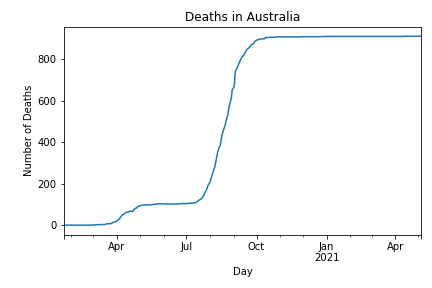 Deaths in Australia
Number of Deaths
800
600
400
200
0
Apr
Jul
Oct
Jan
2021
Apr
Day